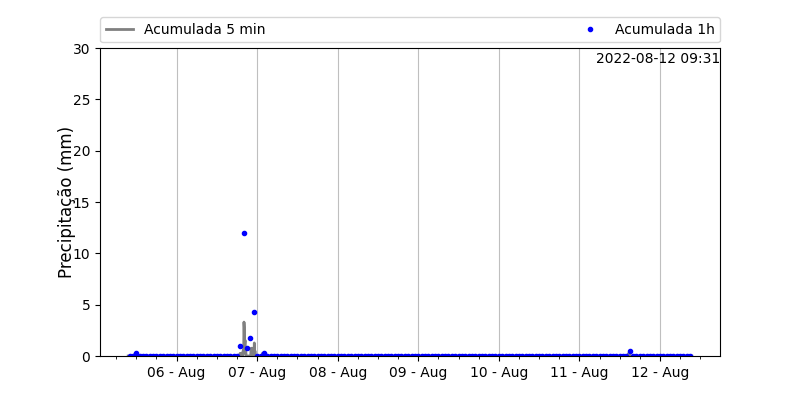 Acumulada 5 min
Acumulada 1h
2022-08-12 09:31
Precipitação (mm)
30
25
20
15
10
5
0
06 - Aug
07 - Aug
08 - Aug
09 - Aug
10 - Aug
11 - Aug
12 - Aug